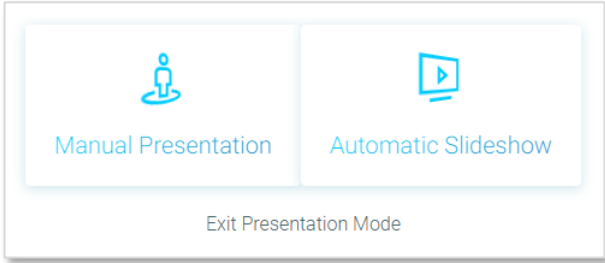 Manual Presentation
Automatic Slideshow
Exit Presentation Mode